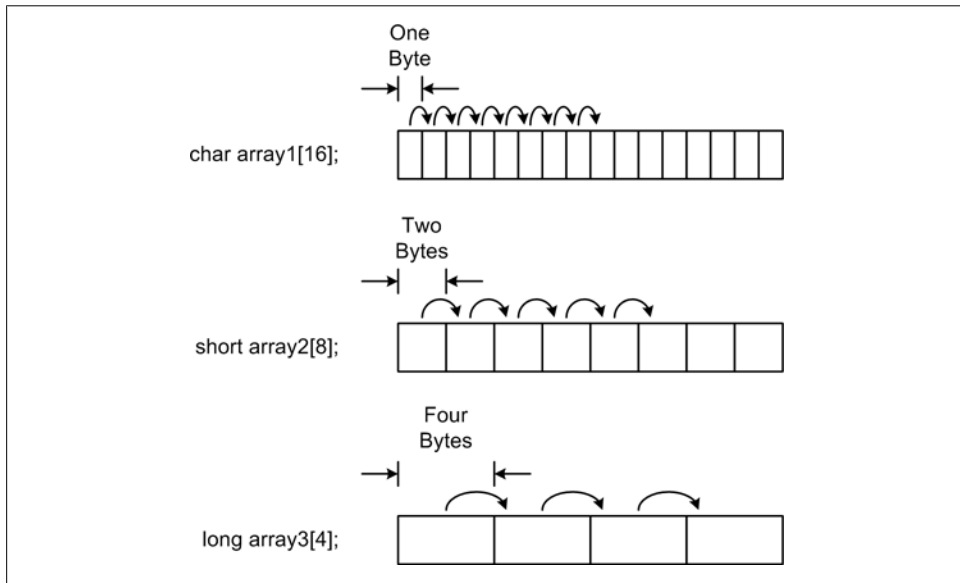 One
Byte
char array1[16];
Two
Bytes
short array2[8];
Four
Bytes
long array3[4];